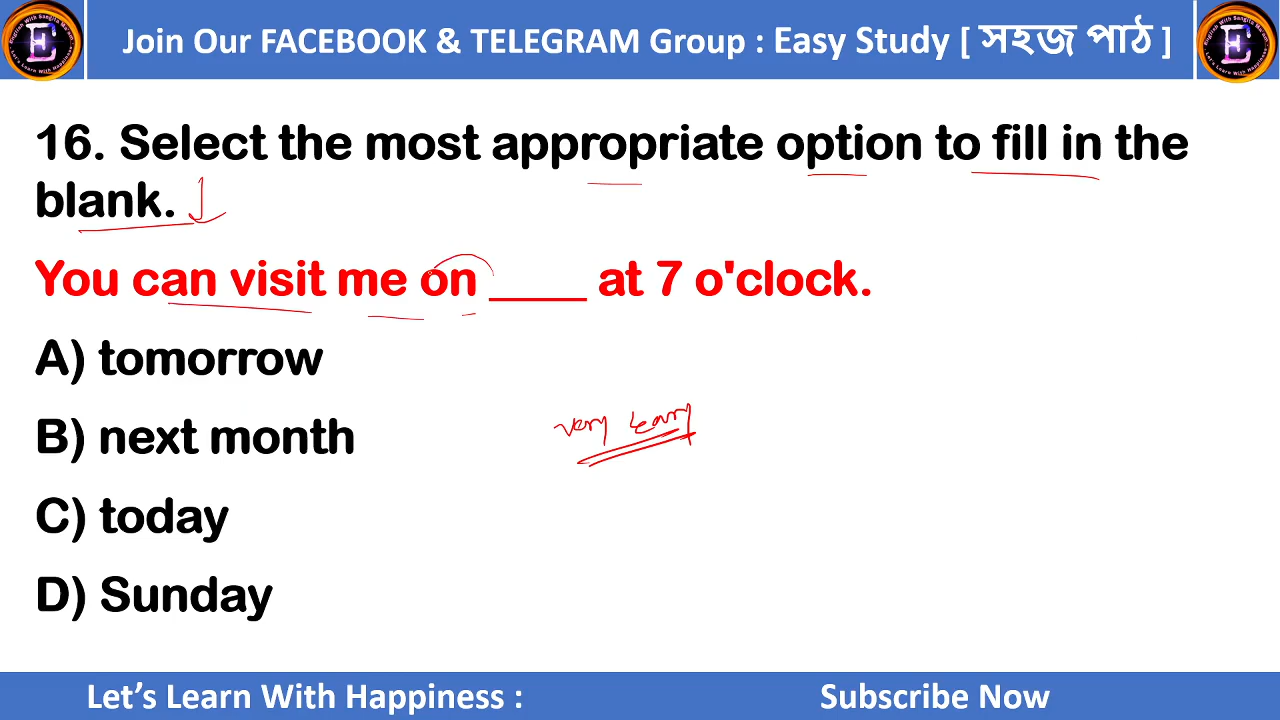 Join Our FACEBOOK & TELEGRAM Group : Easy Study [ সহজ পাঠ ]
16. Select the most appropriate option to fill in the
blank.
You can visit me on ____ at 7 o'clock.
A) tomorrow
B) next month
very
C) today
D) Sunday
Let's Learn With Happiness :
Subscribe Now